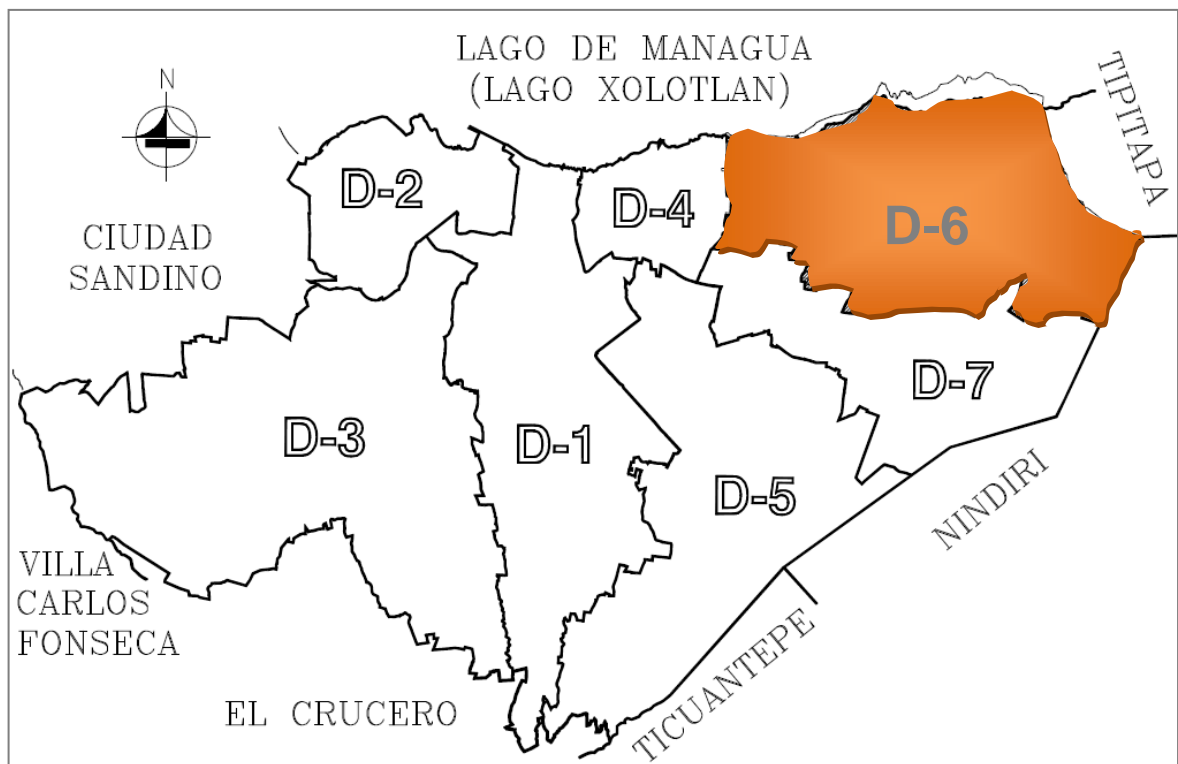 LAGO DE MANAGUA
(LAGO XOLOTLAN)
TIPITAPA
N
D-2
D-4
D-6
CIUDAD
SANDINO
D-7
D-3
D-1
D-5
NINDIRI
VILLA
CARLOS
FONSECA
TICUANTEPE
EL CRUCERO